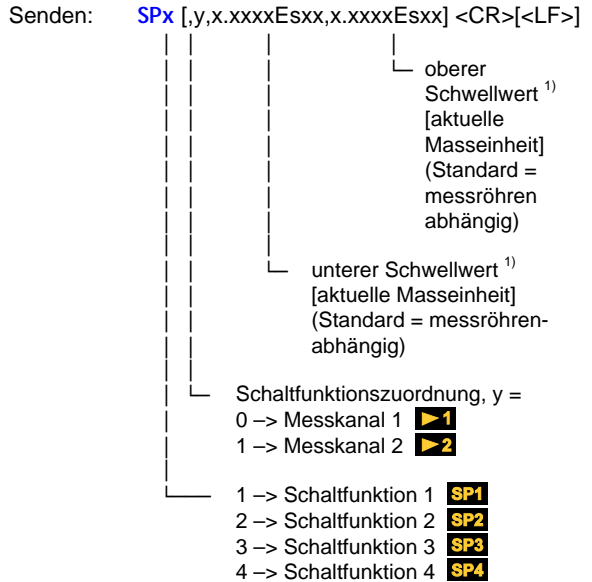 Senden: SPx [,y,x.xxxxEsxx,x.xxxxEsxx] <CR>[<LF>]
oberer
Schwellwert 1)
[aktuelle
Masseinheit]
(Standard =
messröhren
abhängig)
unterer Schwellwert 1)
[aktuelle Masseinheit]
(Standard = messröhren-
abhängig)
Schaltfunktionszuordnung, y =
0 –> Messkanal 1 ►1
1 –> Messkanal 2 ►2
1 –> Schaltfunktion 1 SP1
2 –> Schaltfunktion 2 SP2
3 –> Schaltfunktion 3 SP3
4 –> Schaltfunktion 4 SP4